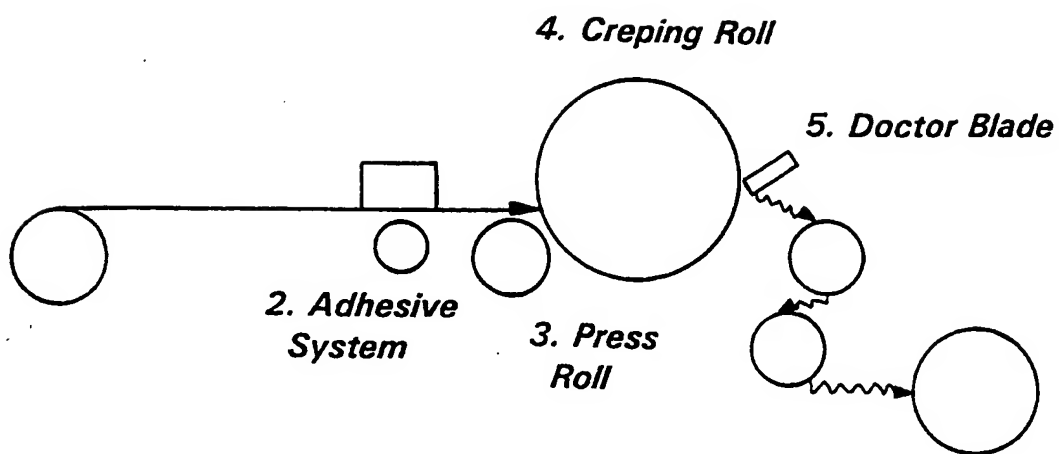 4. Creping Roll
5. Doctor Blade
2. Adhesive
System
3. Press
Roll